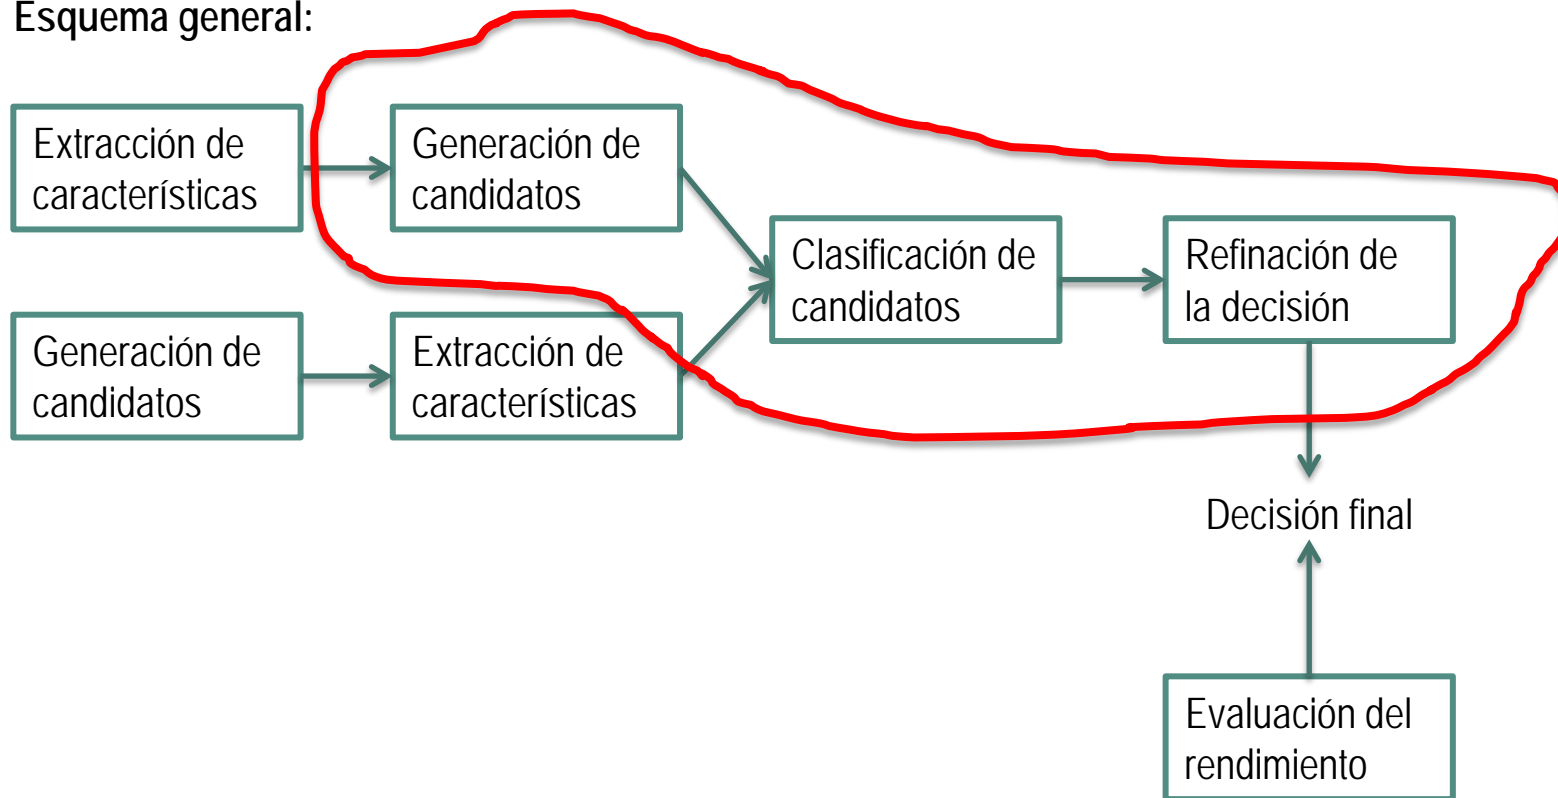 Esquema general:
Extracción de
características
Generación de
candidatos
Clasificación de
candidatos
Refinación de
la decisión
Generación de
candidatos
Extracción de
características
Decisión final
Evaluación del
rendimiento